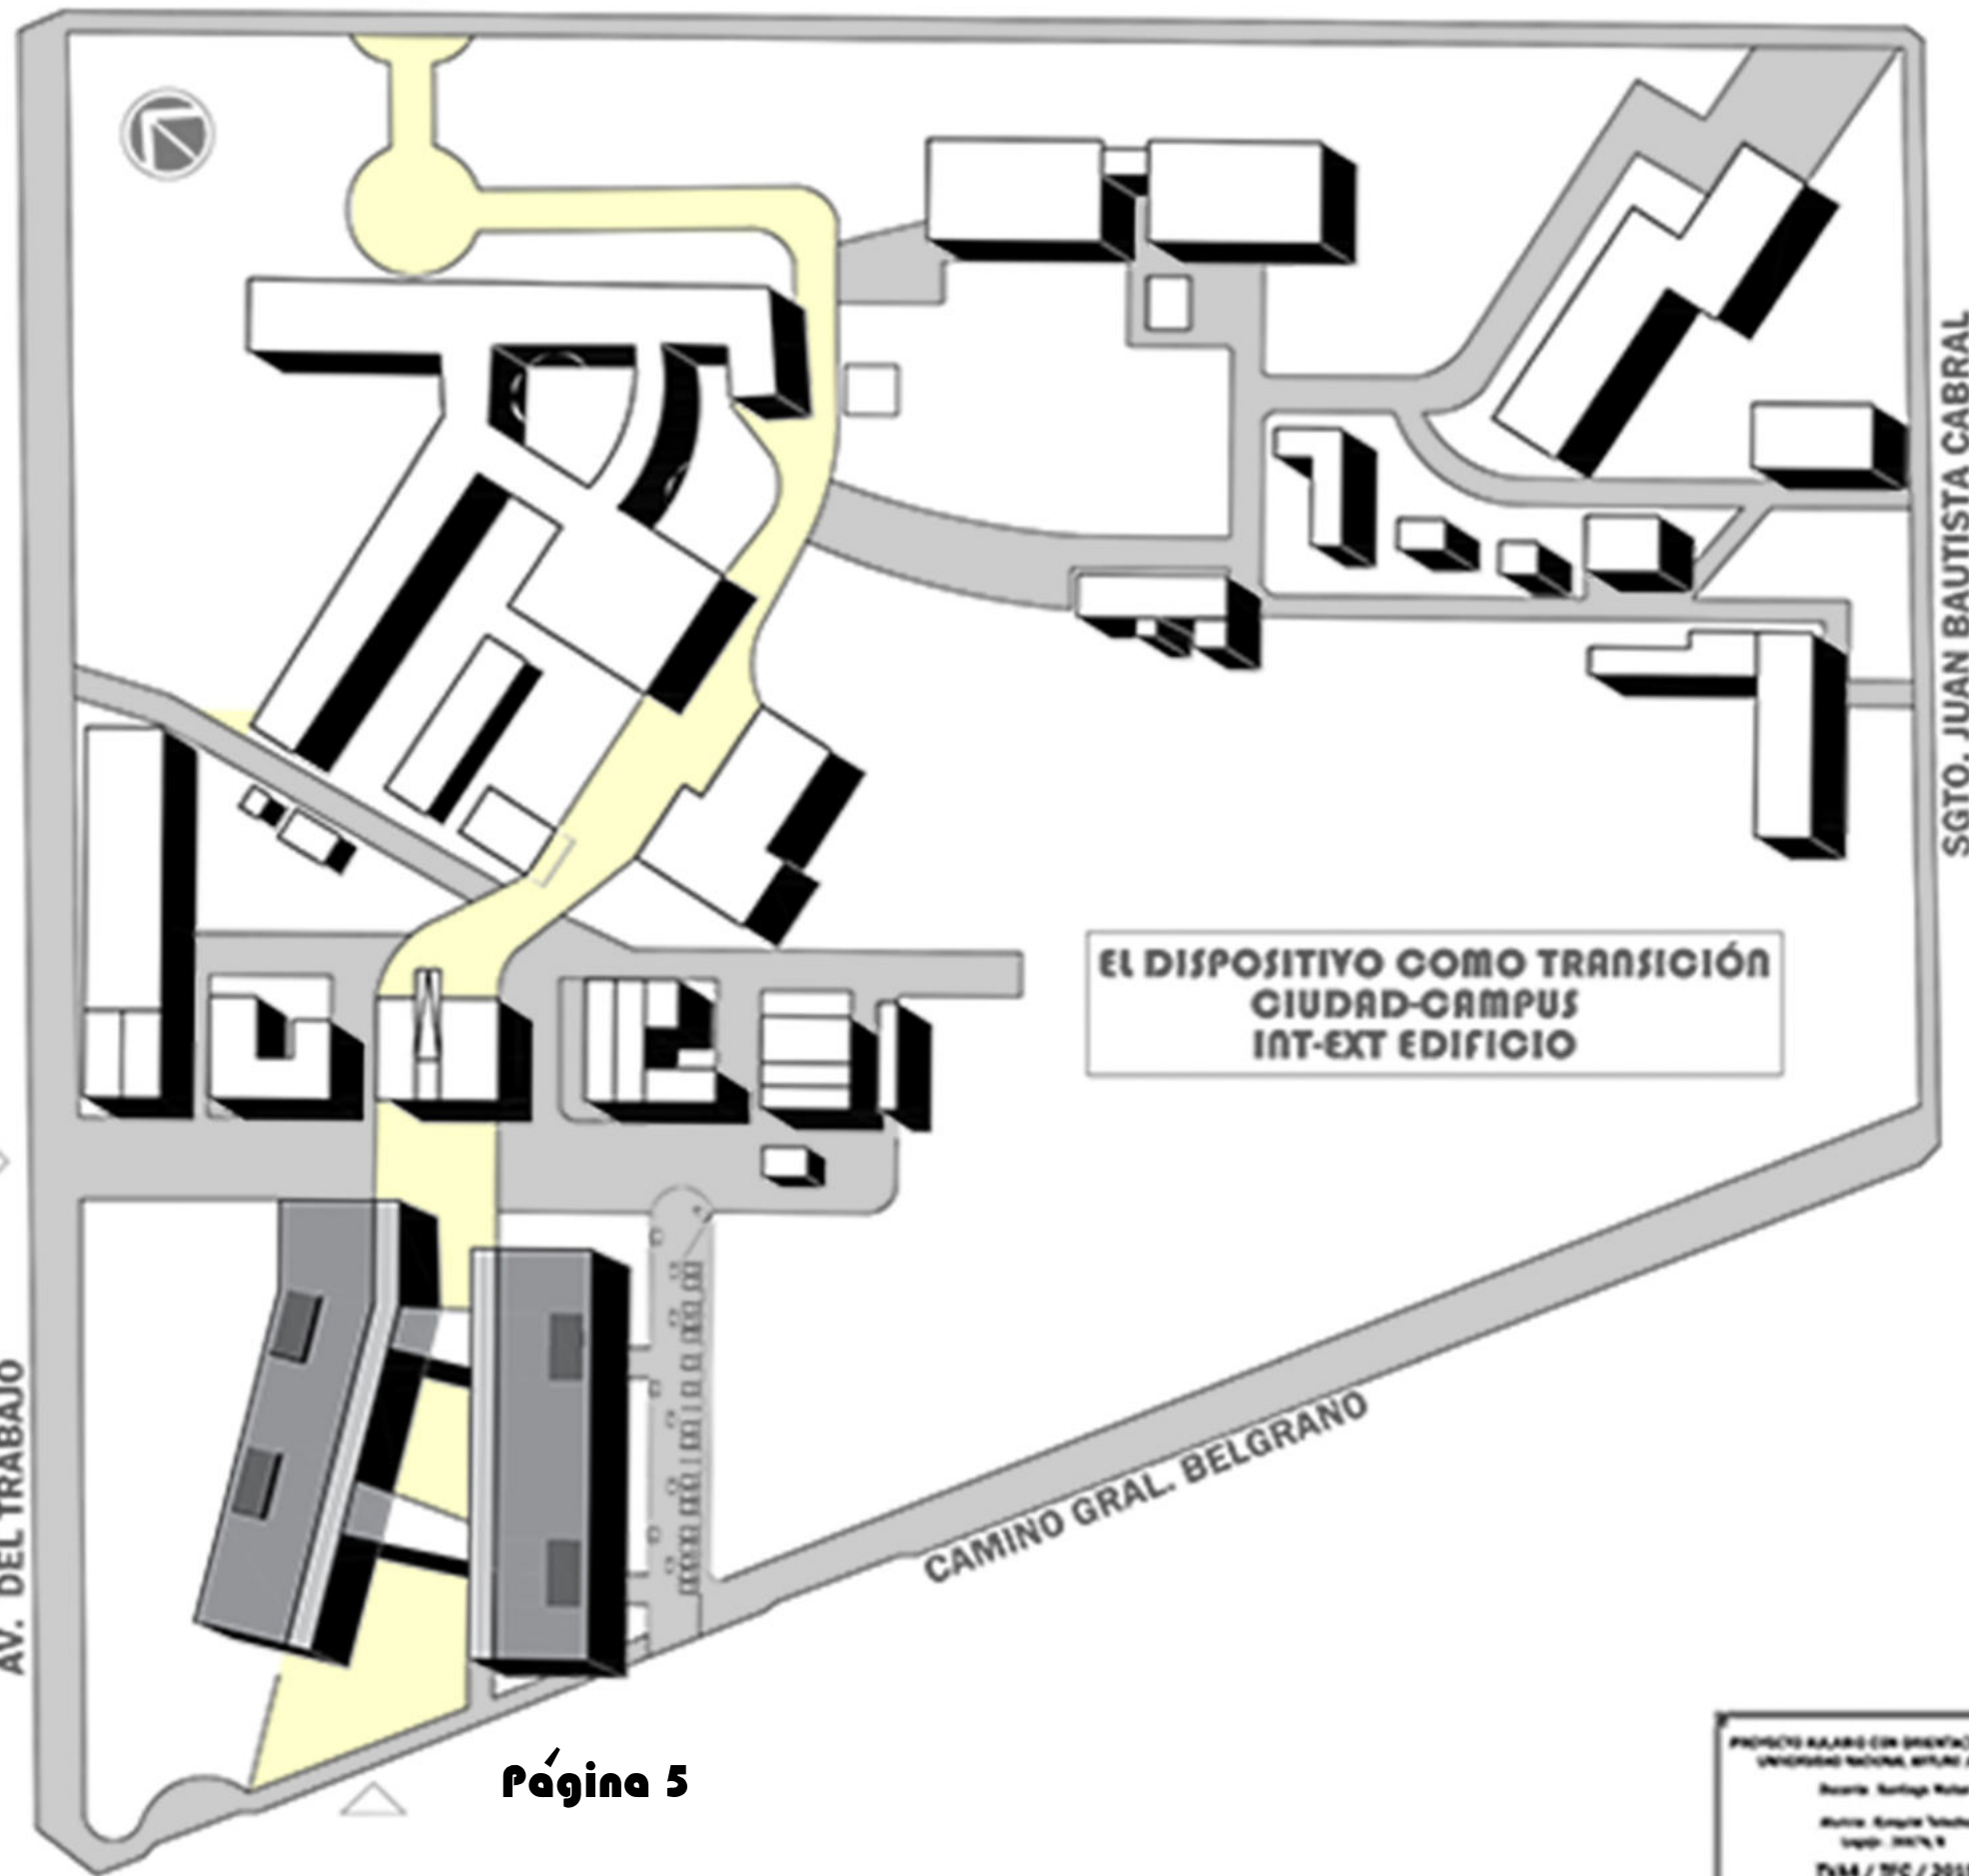 SGTO. JUAN BAUTISTA CABRAL
EL DISPOSITIVO COMO TRANSICIÓN
CIUDAD-CAMPUS
INT-EXT EDIFICIO
AV. DEL TRABAJO
CAMINO GRAL. BELGRANO
Página 5